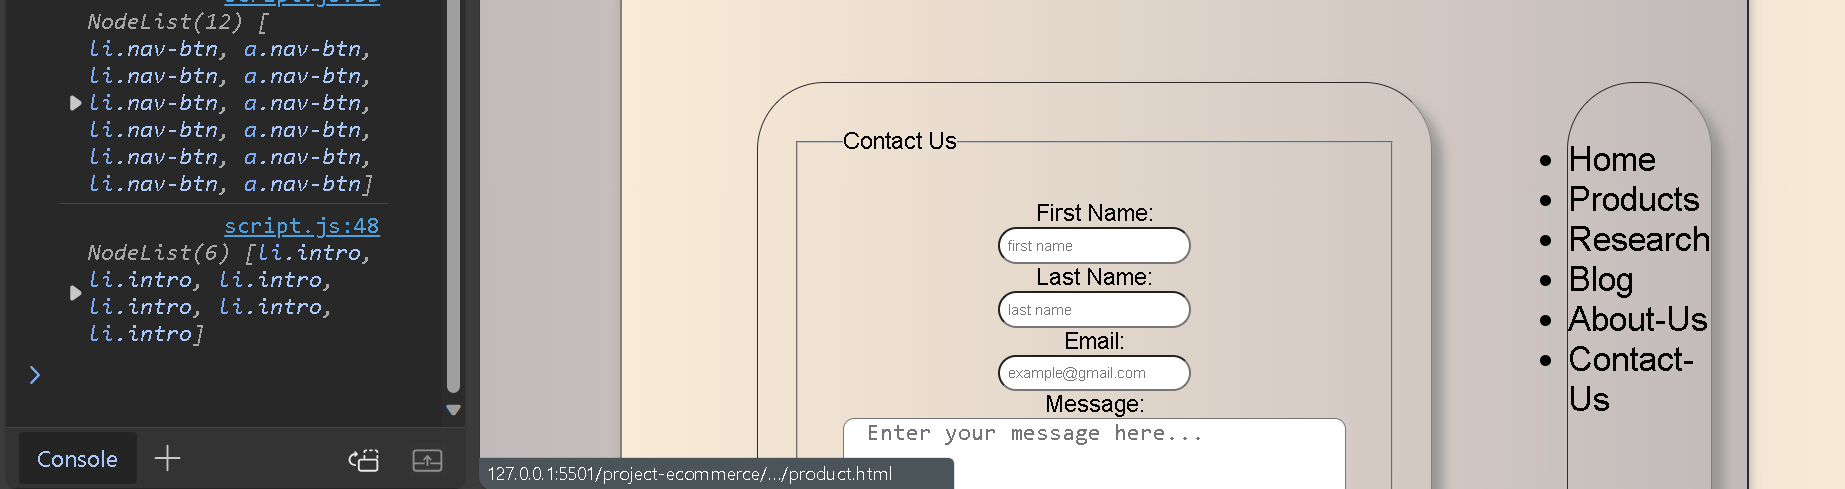 NodeList(12) [
li.nav-btn, a.nav-btn,
li.nav-btn, a.nav-btn,
li.nav-btn, a.nav-btn,
li.nav-btn, a.nav-btn,
li.nav-btn, a.nav-btn,
li.nav-btn, a.nav-btn]
script.js:48
NodeList(6) [li.intro,
li.intro, li.intro,
li.intro, li.intro,
li.intro]
Console
Contact Us
First Name:
first name
Last Name:
last name
Email:
example@gmail.com
Message:
Enter your message here...
127.0.0.1:5501/project-ecommerce/.../product.html
Home
Products
Research
Blog
About-Us
Contact-
Us